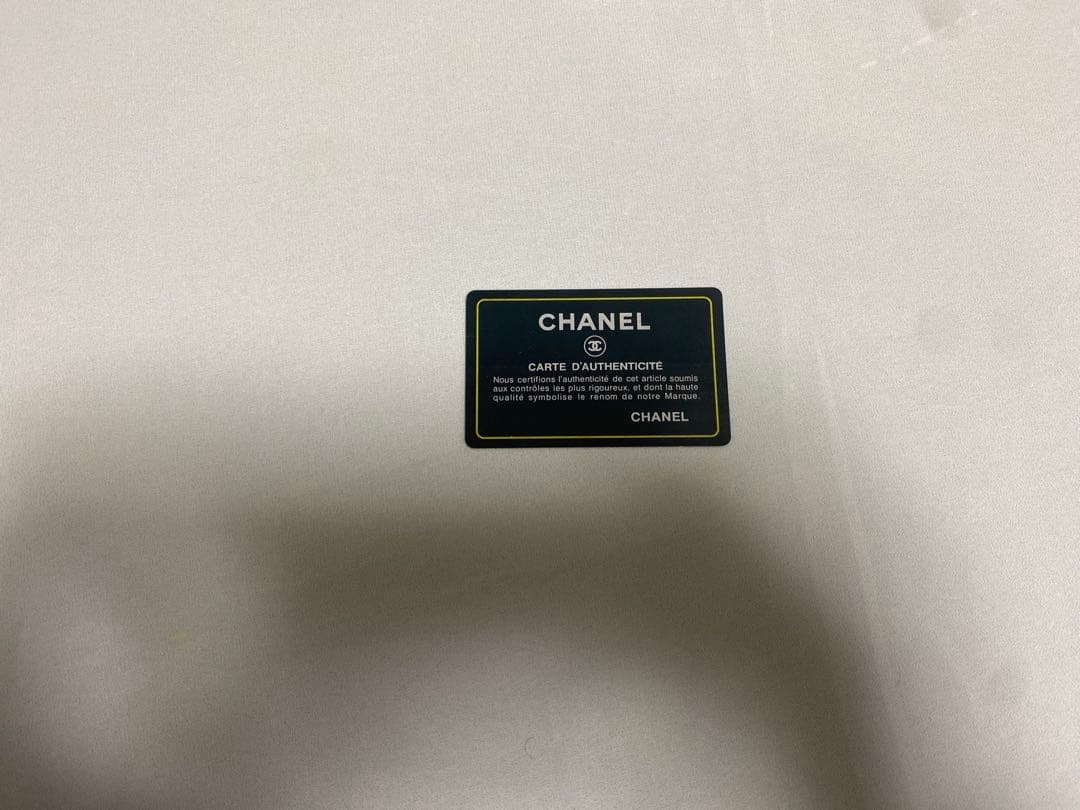 CHANEL
CARTE D'AUTHENTICITÉ
Nous certifions l'authenticité de cet article soumis
aux contrôles les plus rigoureux, et dont la haute
qualité symbolise le renom de notre Marque.
CHANEL